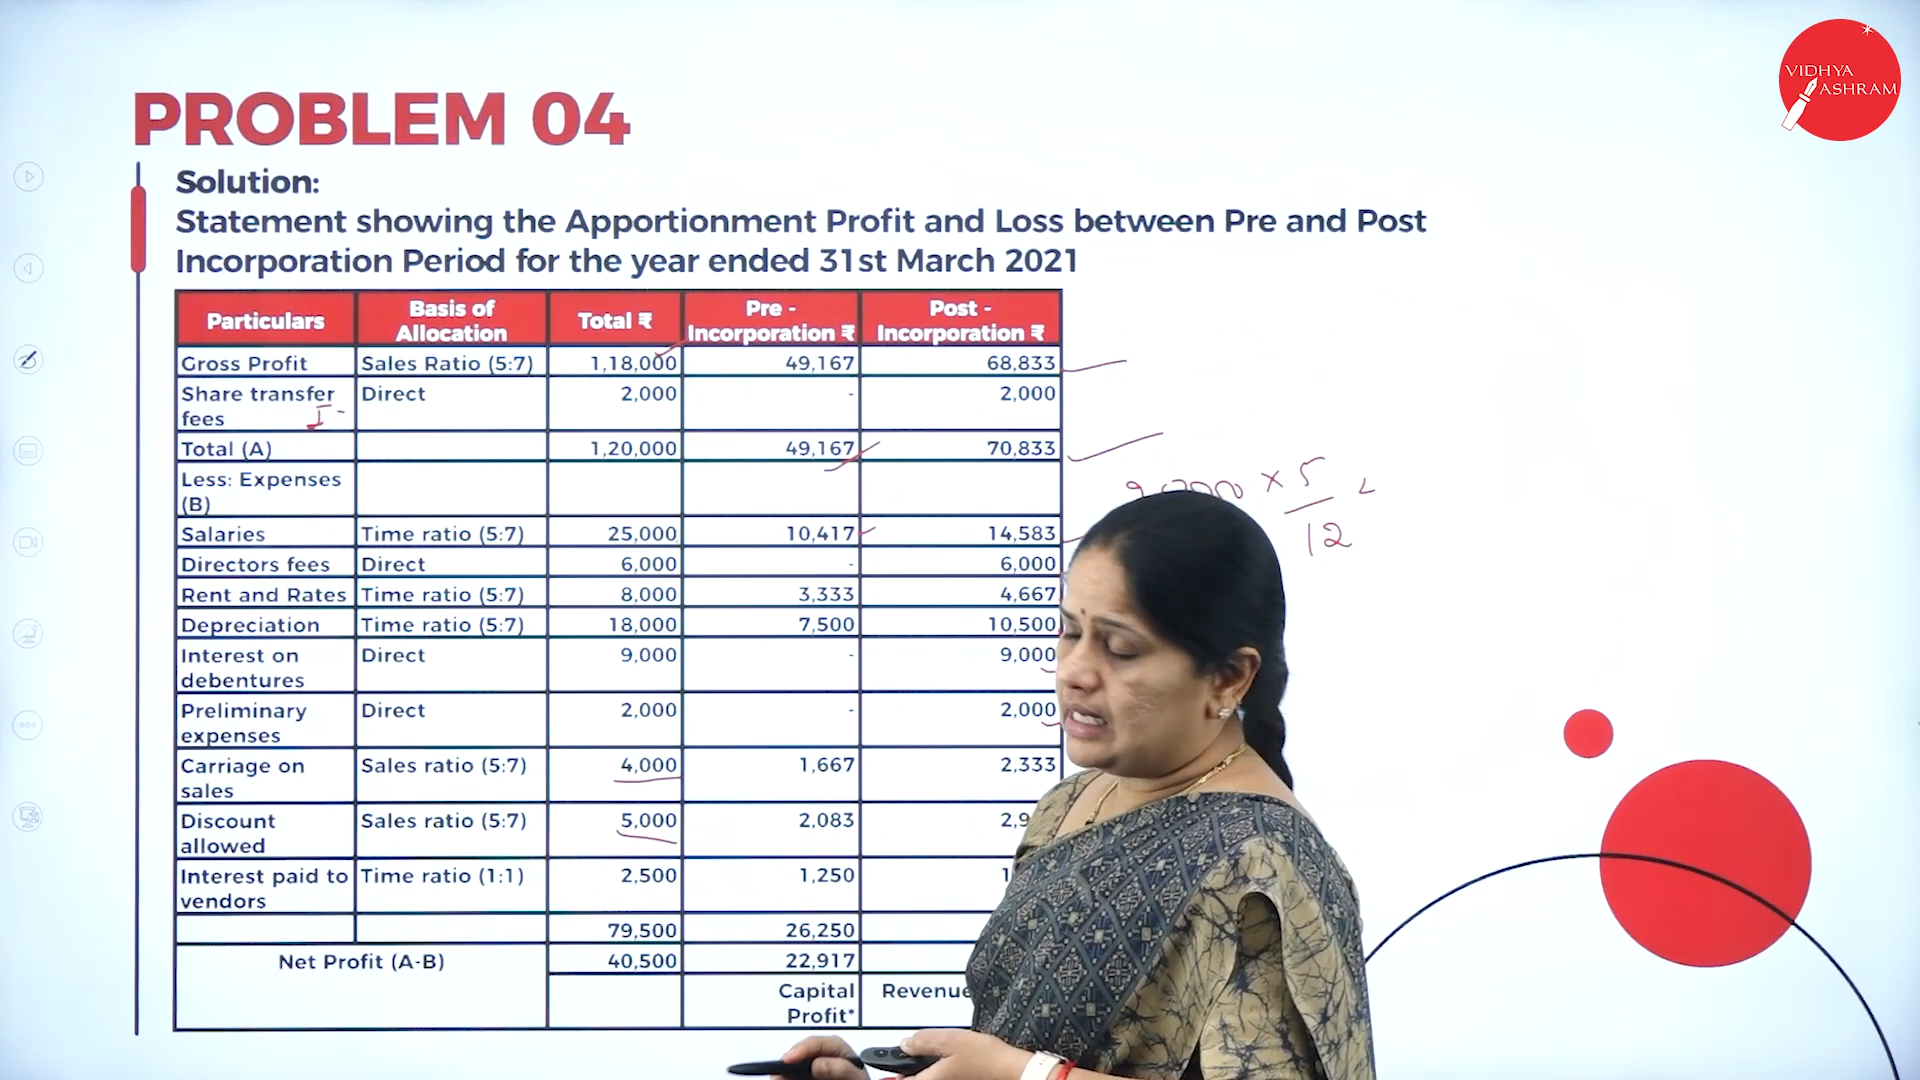 VIDHYA
ASHRAM
PROBLEM 04
Solution:
Statement showing the Apportionment Profit and Loss between Pre and Post
Incorporation Period for the year ended 31st March 2021
Particulars Basis of Allocation Total ₹ Pre - Incorporation ₹ Post - Incorporation ₹
Gross Profit Sales Ratio (5:7) 1,18,000 49,167 68,833
Share transfer fees Direct 2,000 - 2,000
I -
Total (A) 1,20,000 49,167 70,833
Less: Expenses (B)
× 5
12
Salaries Time ratio (5:7) 25,000 10,417 14,583
Directors fees Direct 6,000 - 6,000
Rent and Rates Time ratio (5:7) 8,000 3,333 4,667
Depreciation Time ratio (5:7) 18,000 7,500 10,500
Interest on debentures Direct 9,000 - 9,000
Preliminary expenses Direct 2,000 - 2,000
Carriage on sales Sales ratio (5:7) 4,000 1,667 2,333
Discount allowed Sales ratio (5:7) 5,000 2,083 2,9
Interest paid to vendors Time ratio (1:1) 2,500 1,250 1
79,500 26,250
Net Profit (A-B) 40,500 22,917
Capital Profit* Revenue